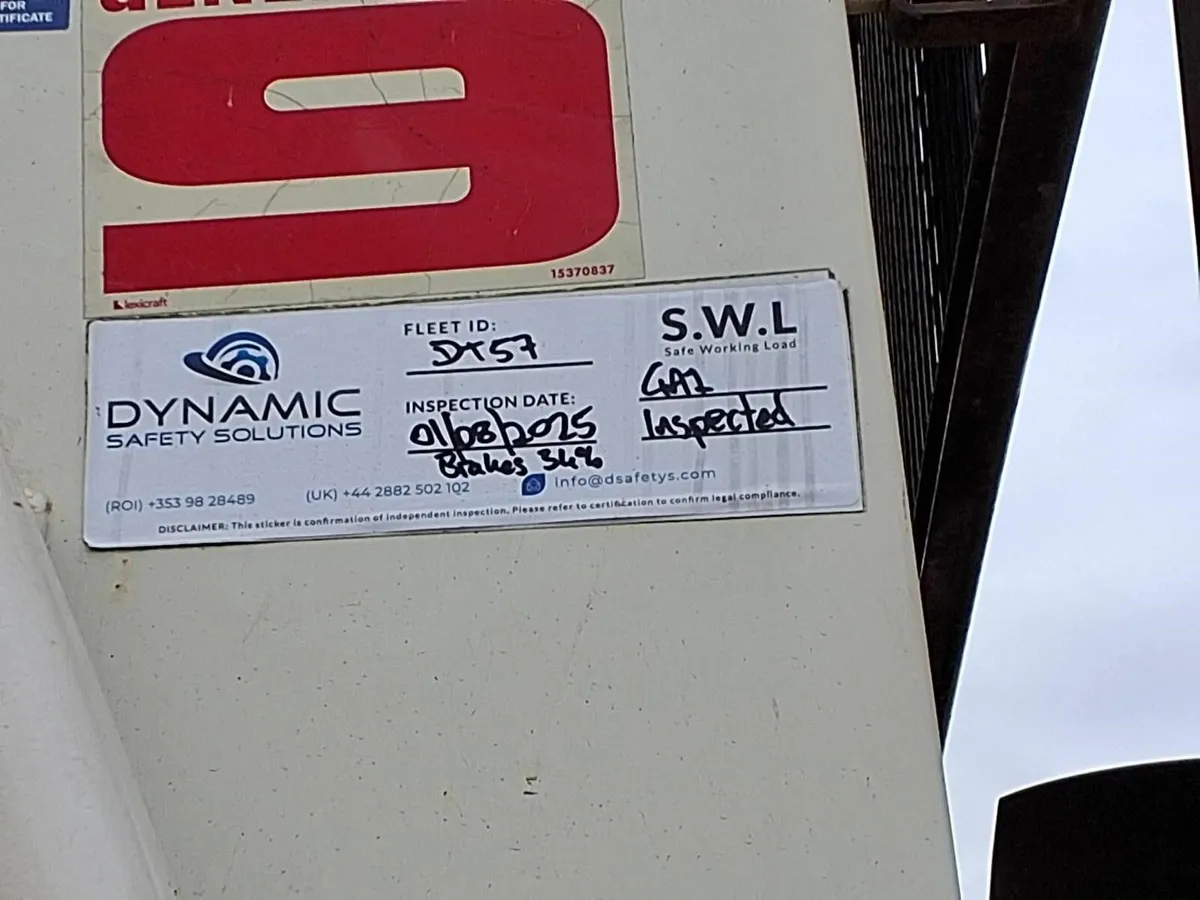 FOR
TIFICATE
9
15370837
lexicraft
DYNAMIC
SAFETY SOLUTIONS
FLEET ID:
DT57
INSPECTION DATE:
01/08/2025
Brakes 34%
S.W.L
Safe Working Load
GA1
Inspected
(ROI) +353 98 28489
(UK) +44 2882 502 102
info@dsafetys.com
DISCLAIMER: This sticker is confirmation of independent inspection. Please refer to certification to confirm legal compliance.